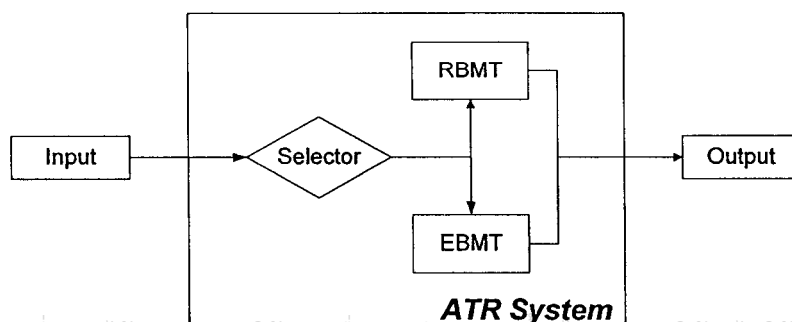 RBMT
Input
Selector
Output
EBMT
ATR System